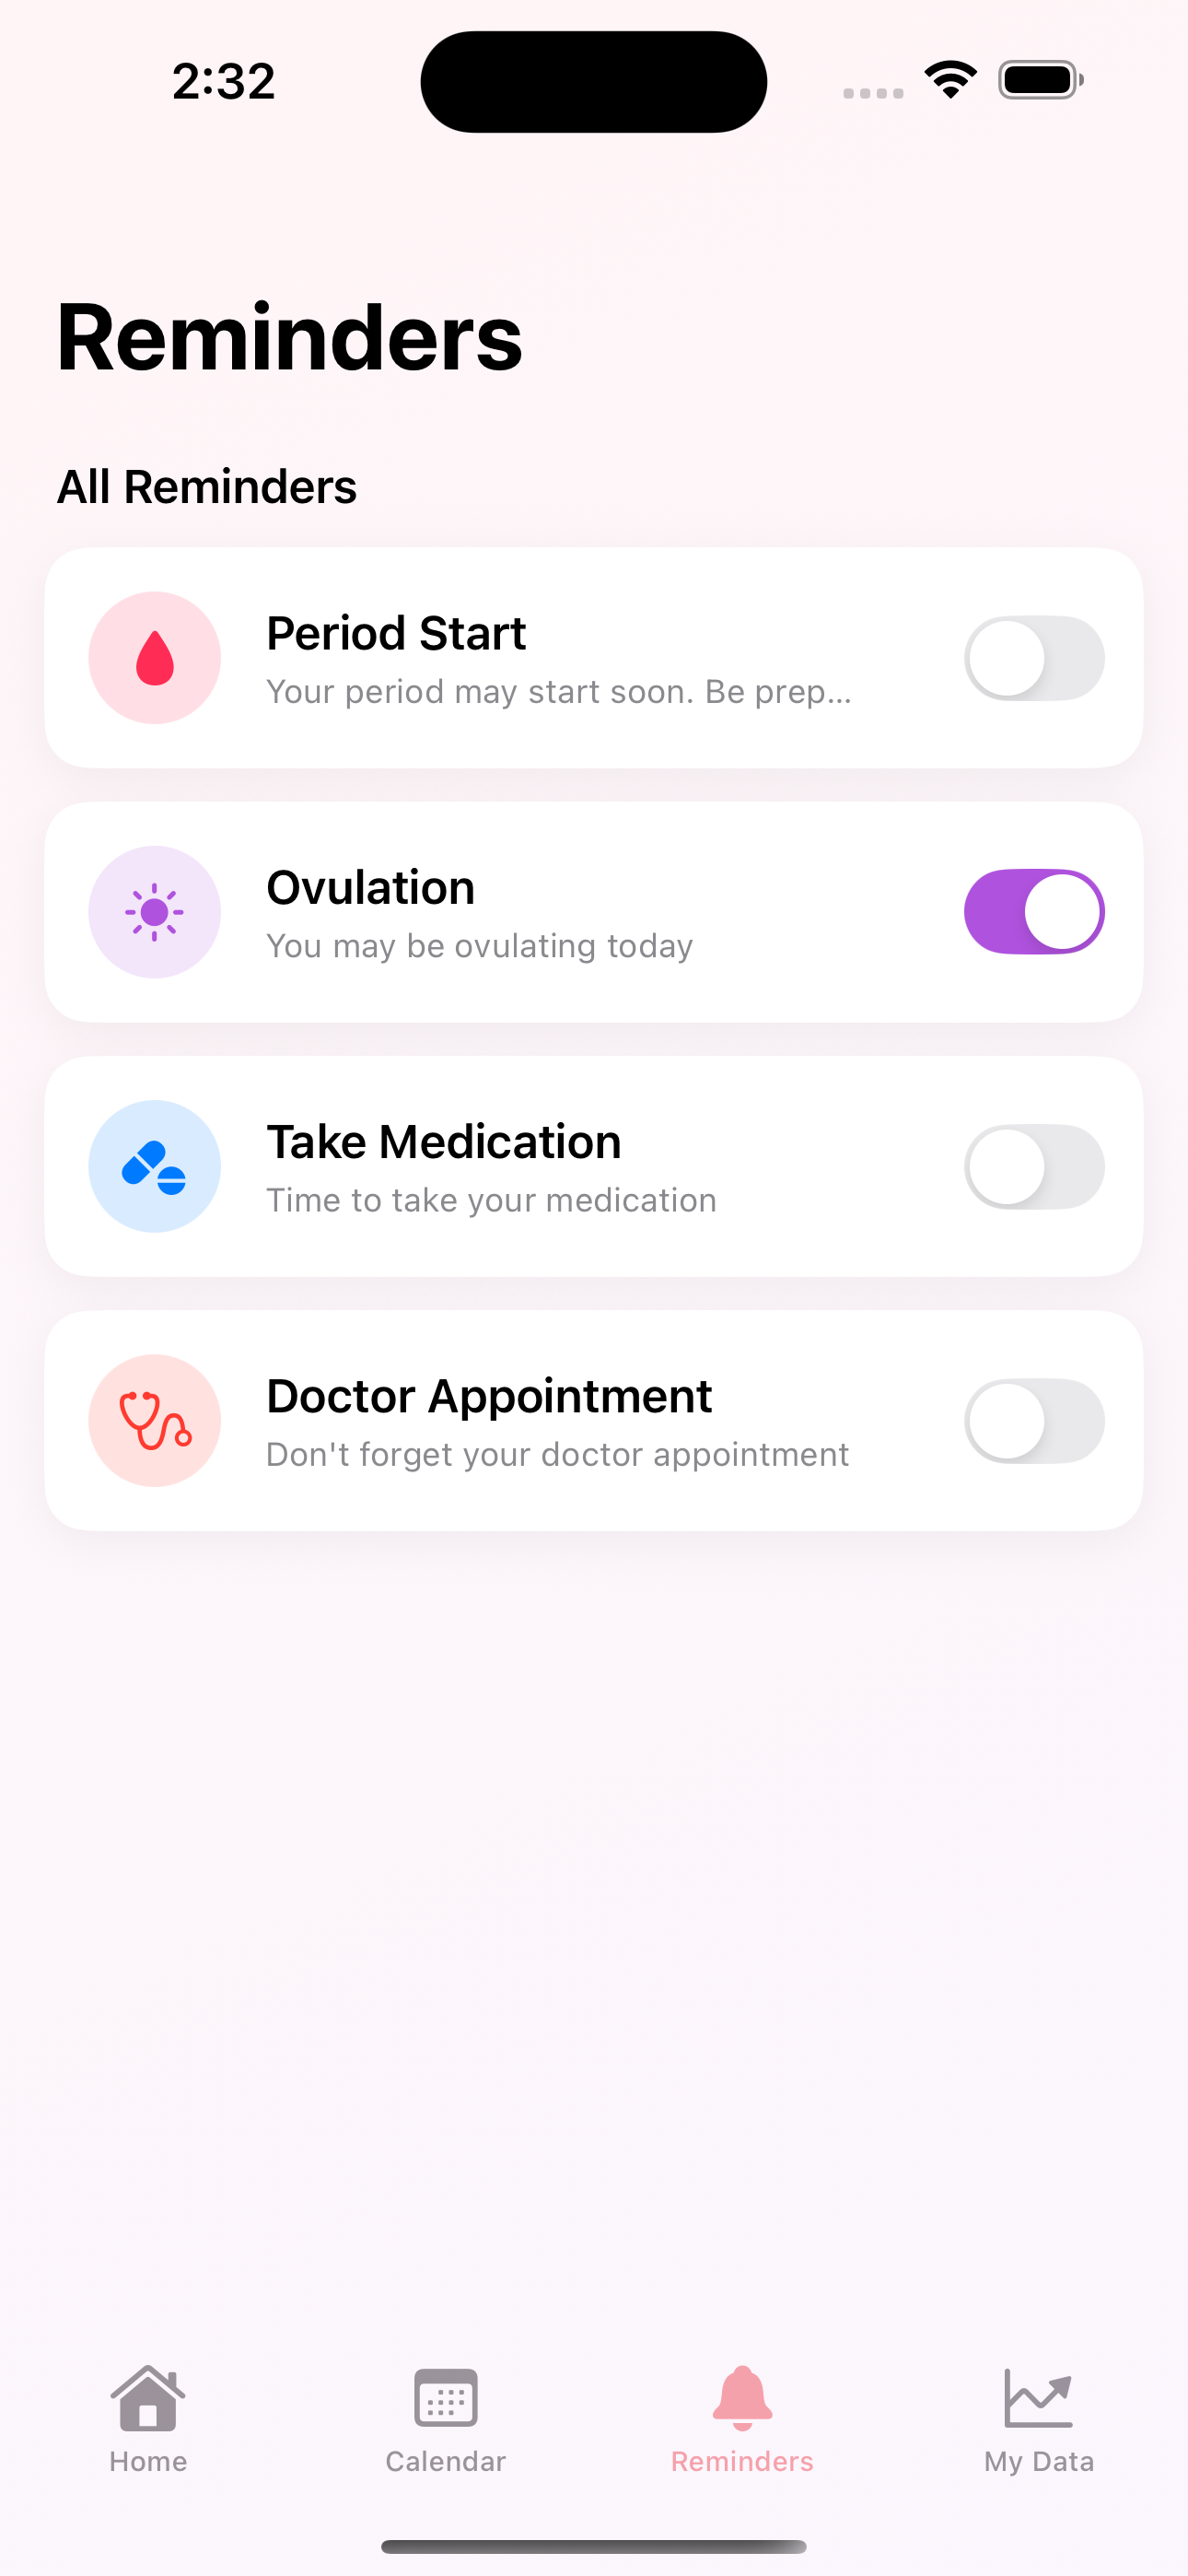 2:32
Reminders
All Reminders
Period Start
Your period may start soon. Be prep...
Ovulation
You may be ovulating today
Take Medication
Time to take your medication
Doctor Appointment
Don't forget your doctor appointment
Home
Calendar
Reminders
My Data